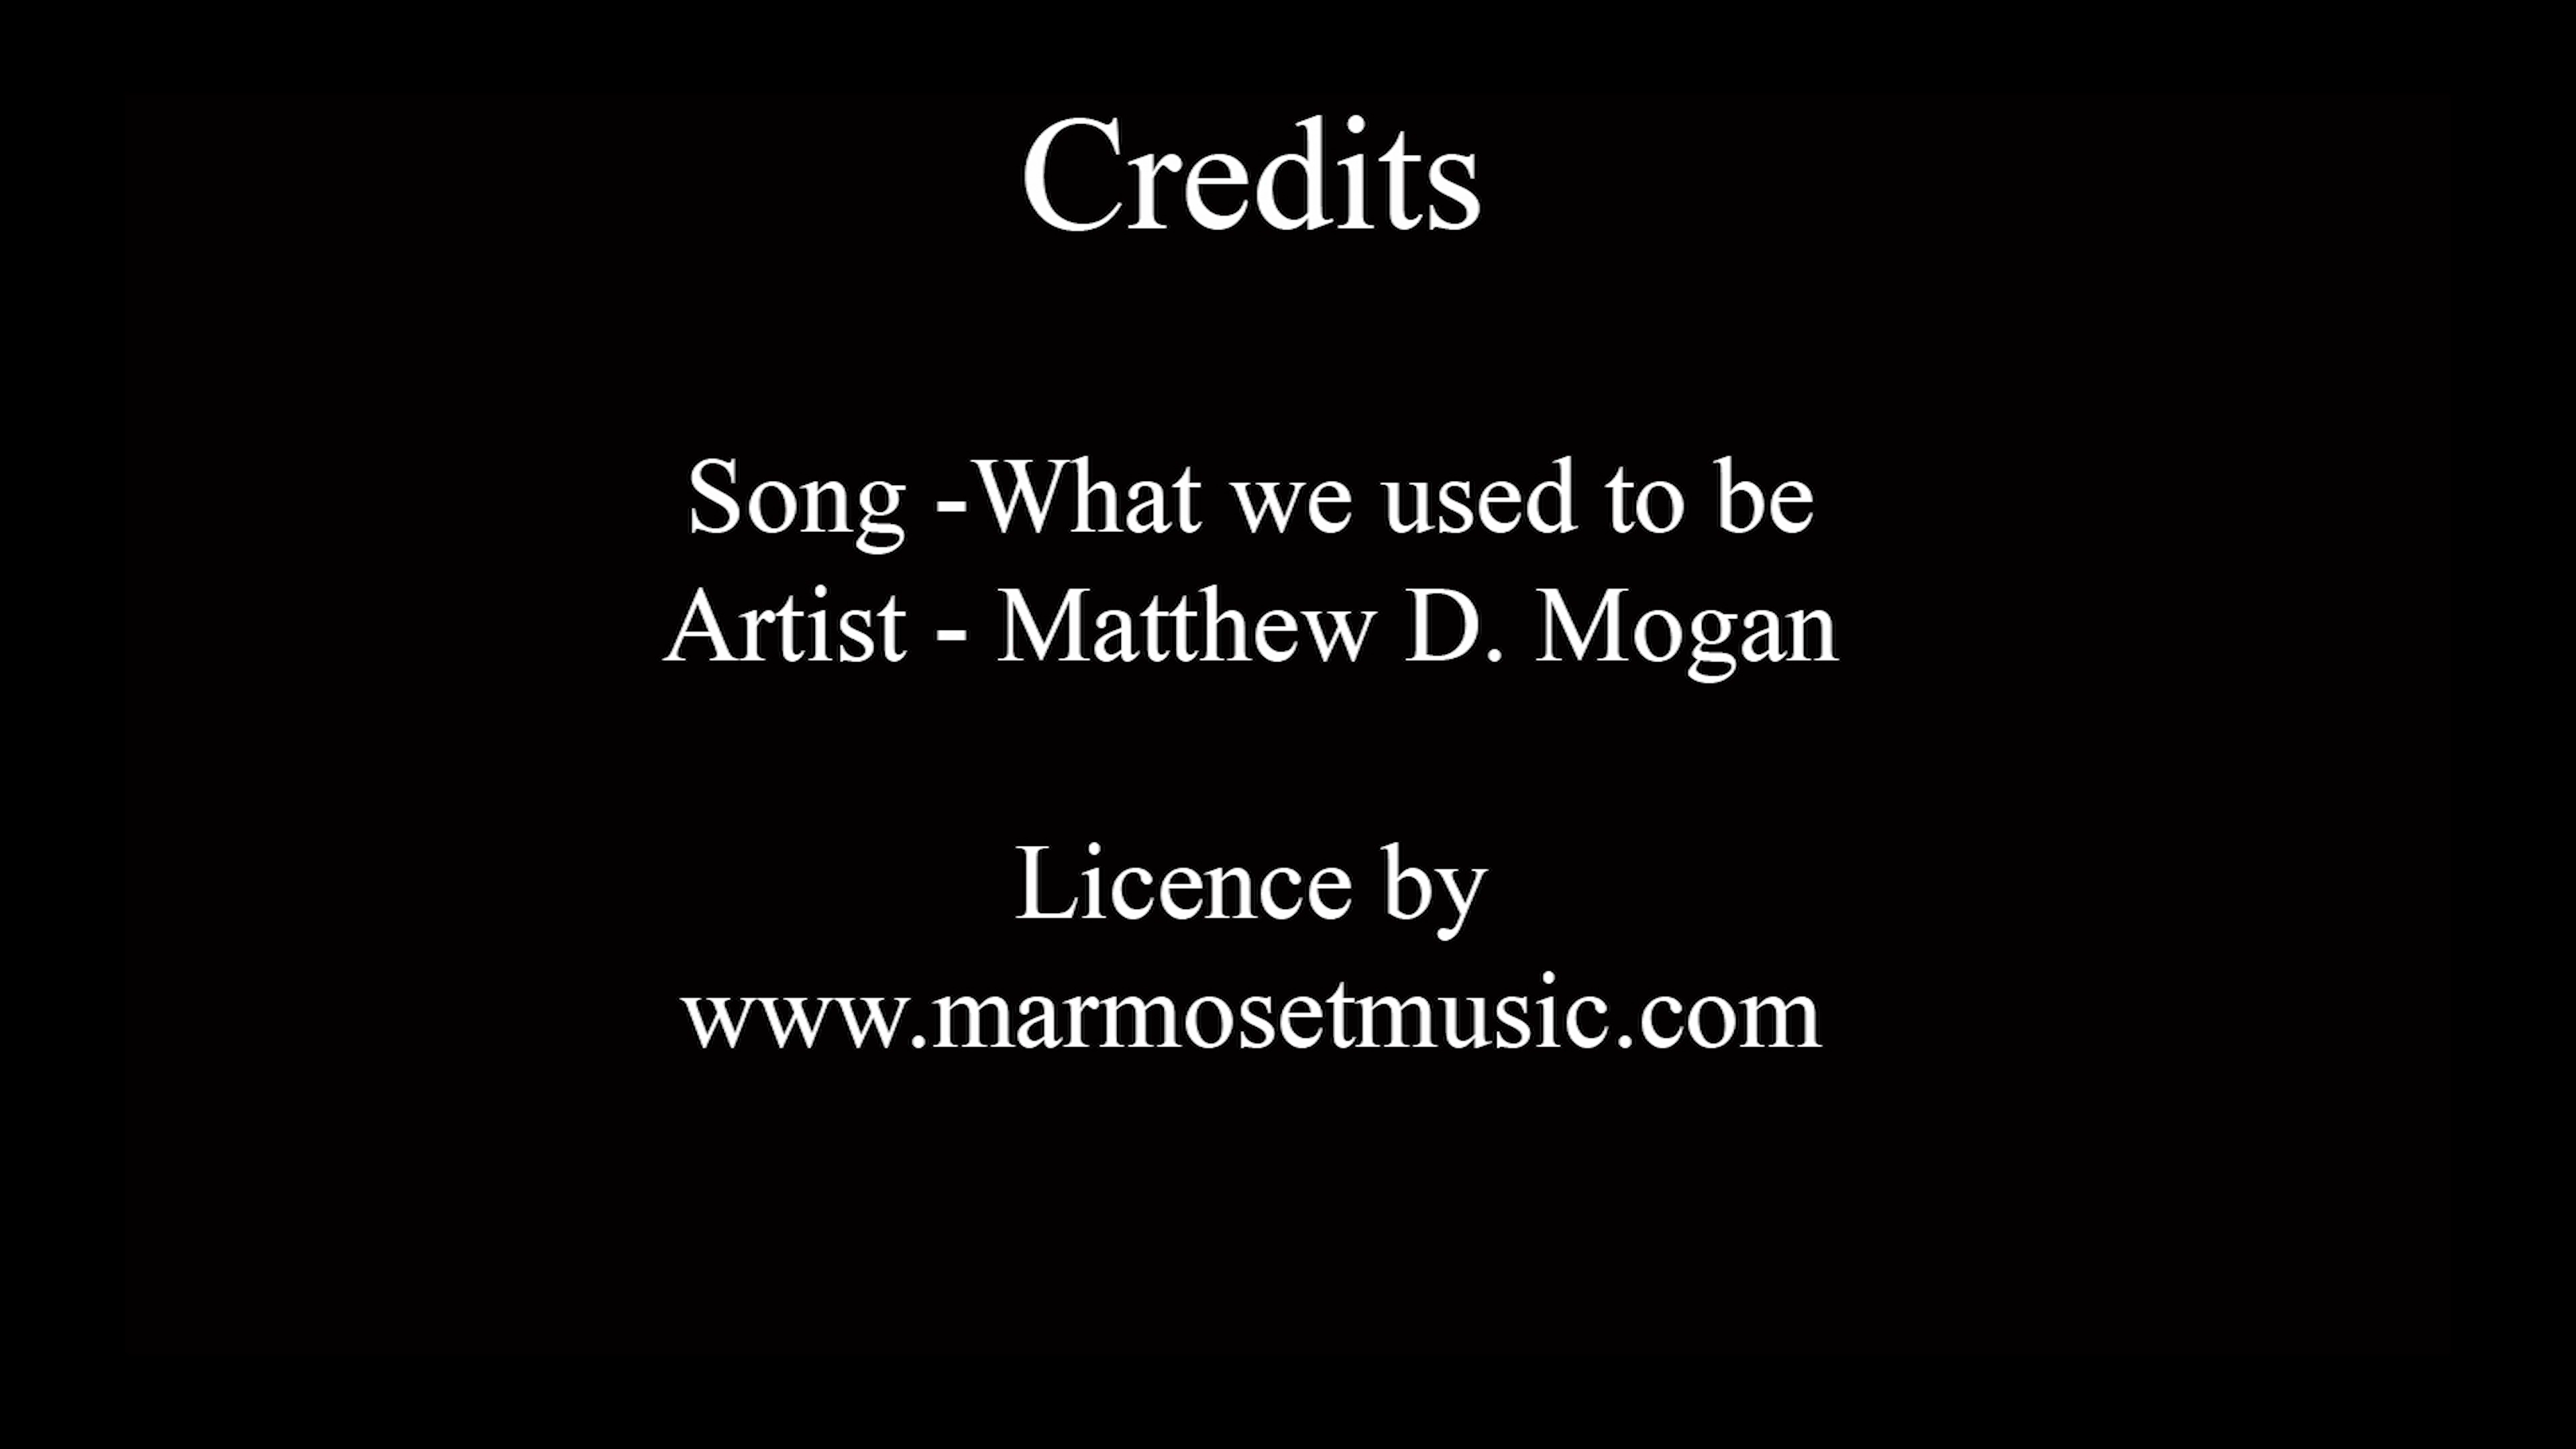 Credits
Song -What we used to be
Artist - Matthew D. Mogan
Licence by
www.marmosetmusic.com